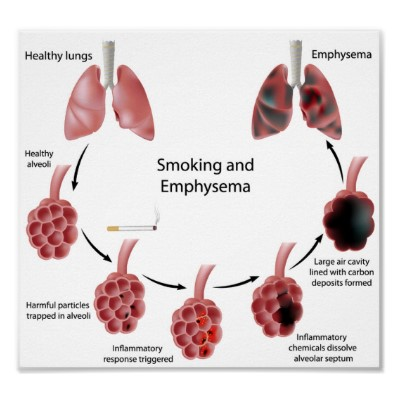 Healthy lungs
Emphysema
Healthy
alveoli
Smoking and
Emphysema
Large air cavity
lined with carbon
deposits formed
Harmful particles
trapped in alveoli
Inflammatory
response triggered
Inflammatory
chemicals dissolve
alveolar septum